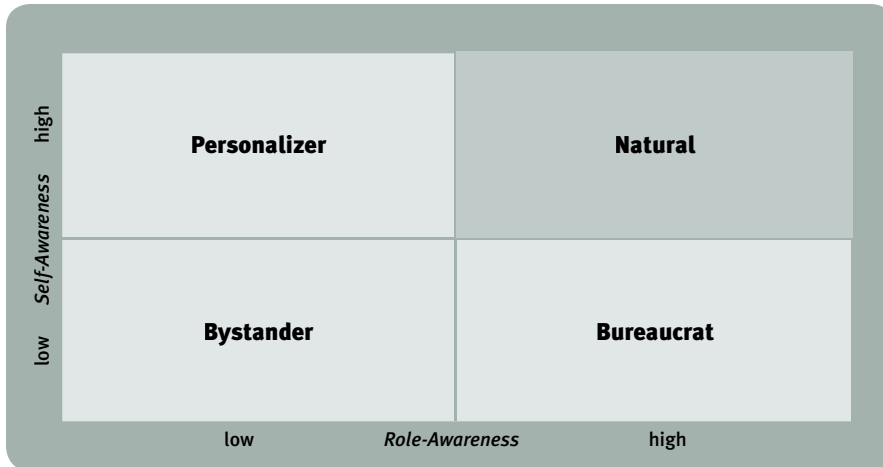 high
Personalizer
Natural
Self-Awareness
low
Bystander
Bureaucrat
low
Role-Awareness
high